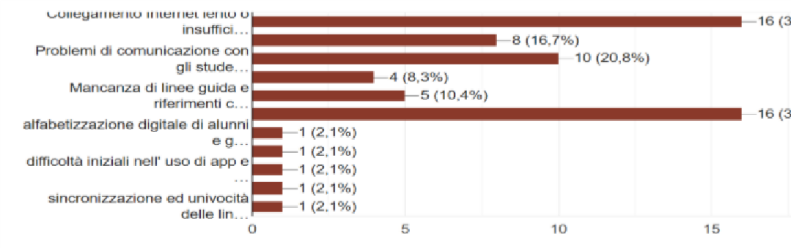 Collegamento Internet lento o
insuffici...
16 (3
8 (16,7%)
Problemi di comunicazione con
gli stude...
10 (20,8%)
4 (8,3%)
Mancanza di linee guida e
riferimenti c...
5 (10,4%)
16 (3
alfabetizzazione digitale di alunni
e g...
1 (2,1%)
1 (2,1%)
difficoltà iniziali nell' uso di app e
...
1 (2,1%)
1 (2,1%)
sincronizzazione ed univocità
delle lin...
1 (2,1%)
0 5 10 15